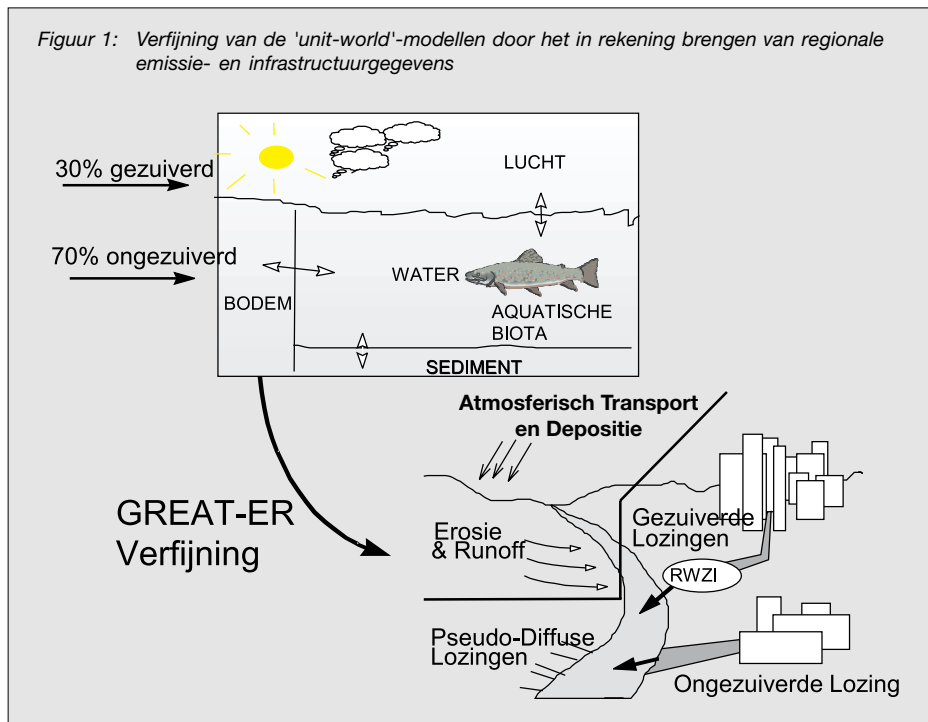 Figuur 1: Verfijning van de 'unit-world'-modellen door het in rekening brengen van regionale
emissie- en infrastructuurgegevens
30% gezuiverd
LUCHT
70% ongezuiverd
WATER
BODEM
AQUATISCHE
BIOTA
SEDIMENT
Atmosferisch Transport
en Depositie
GREAT-ER
Verfijning
Erosie
& Runoff
Gezuiverde
Lozingen
RWZI
Pseudo-Diffuse
Lozingen
Ongezuiverde Lozing